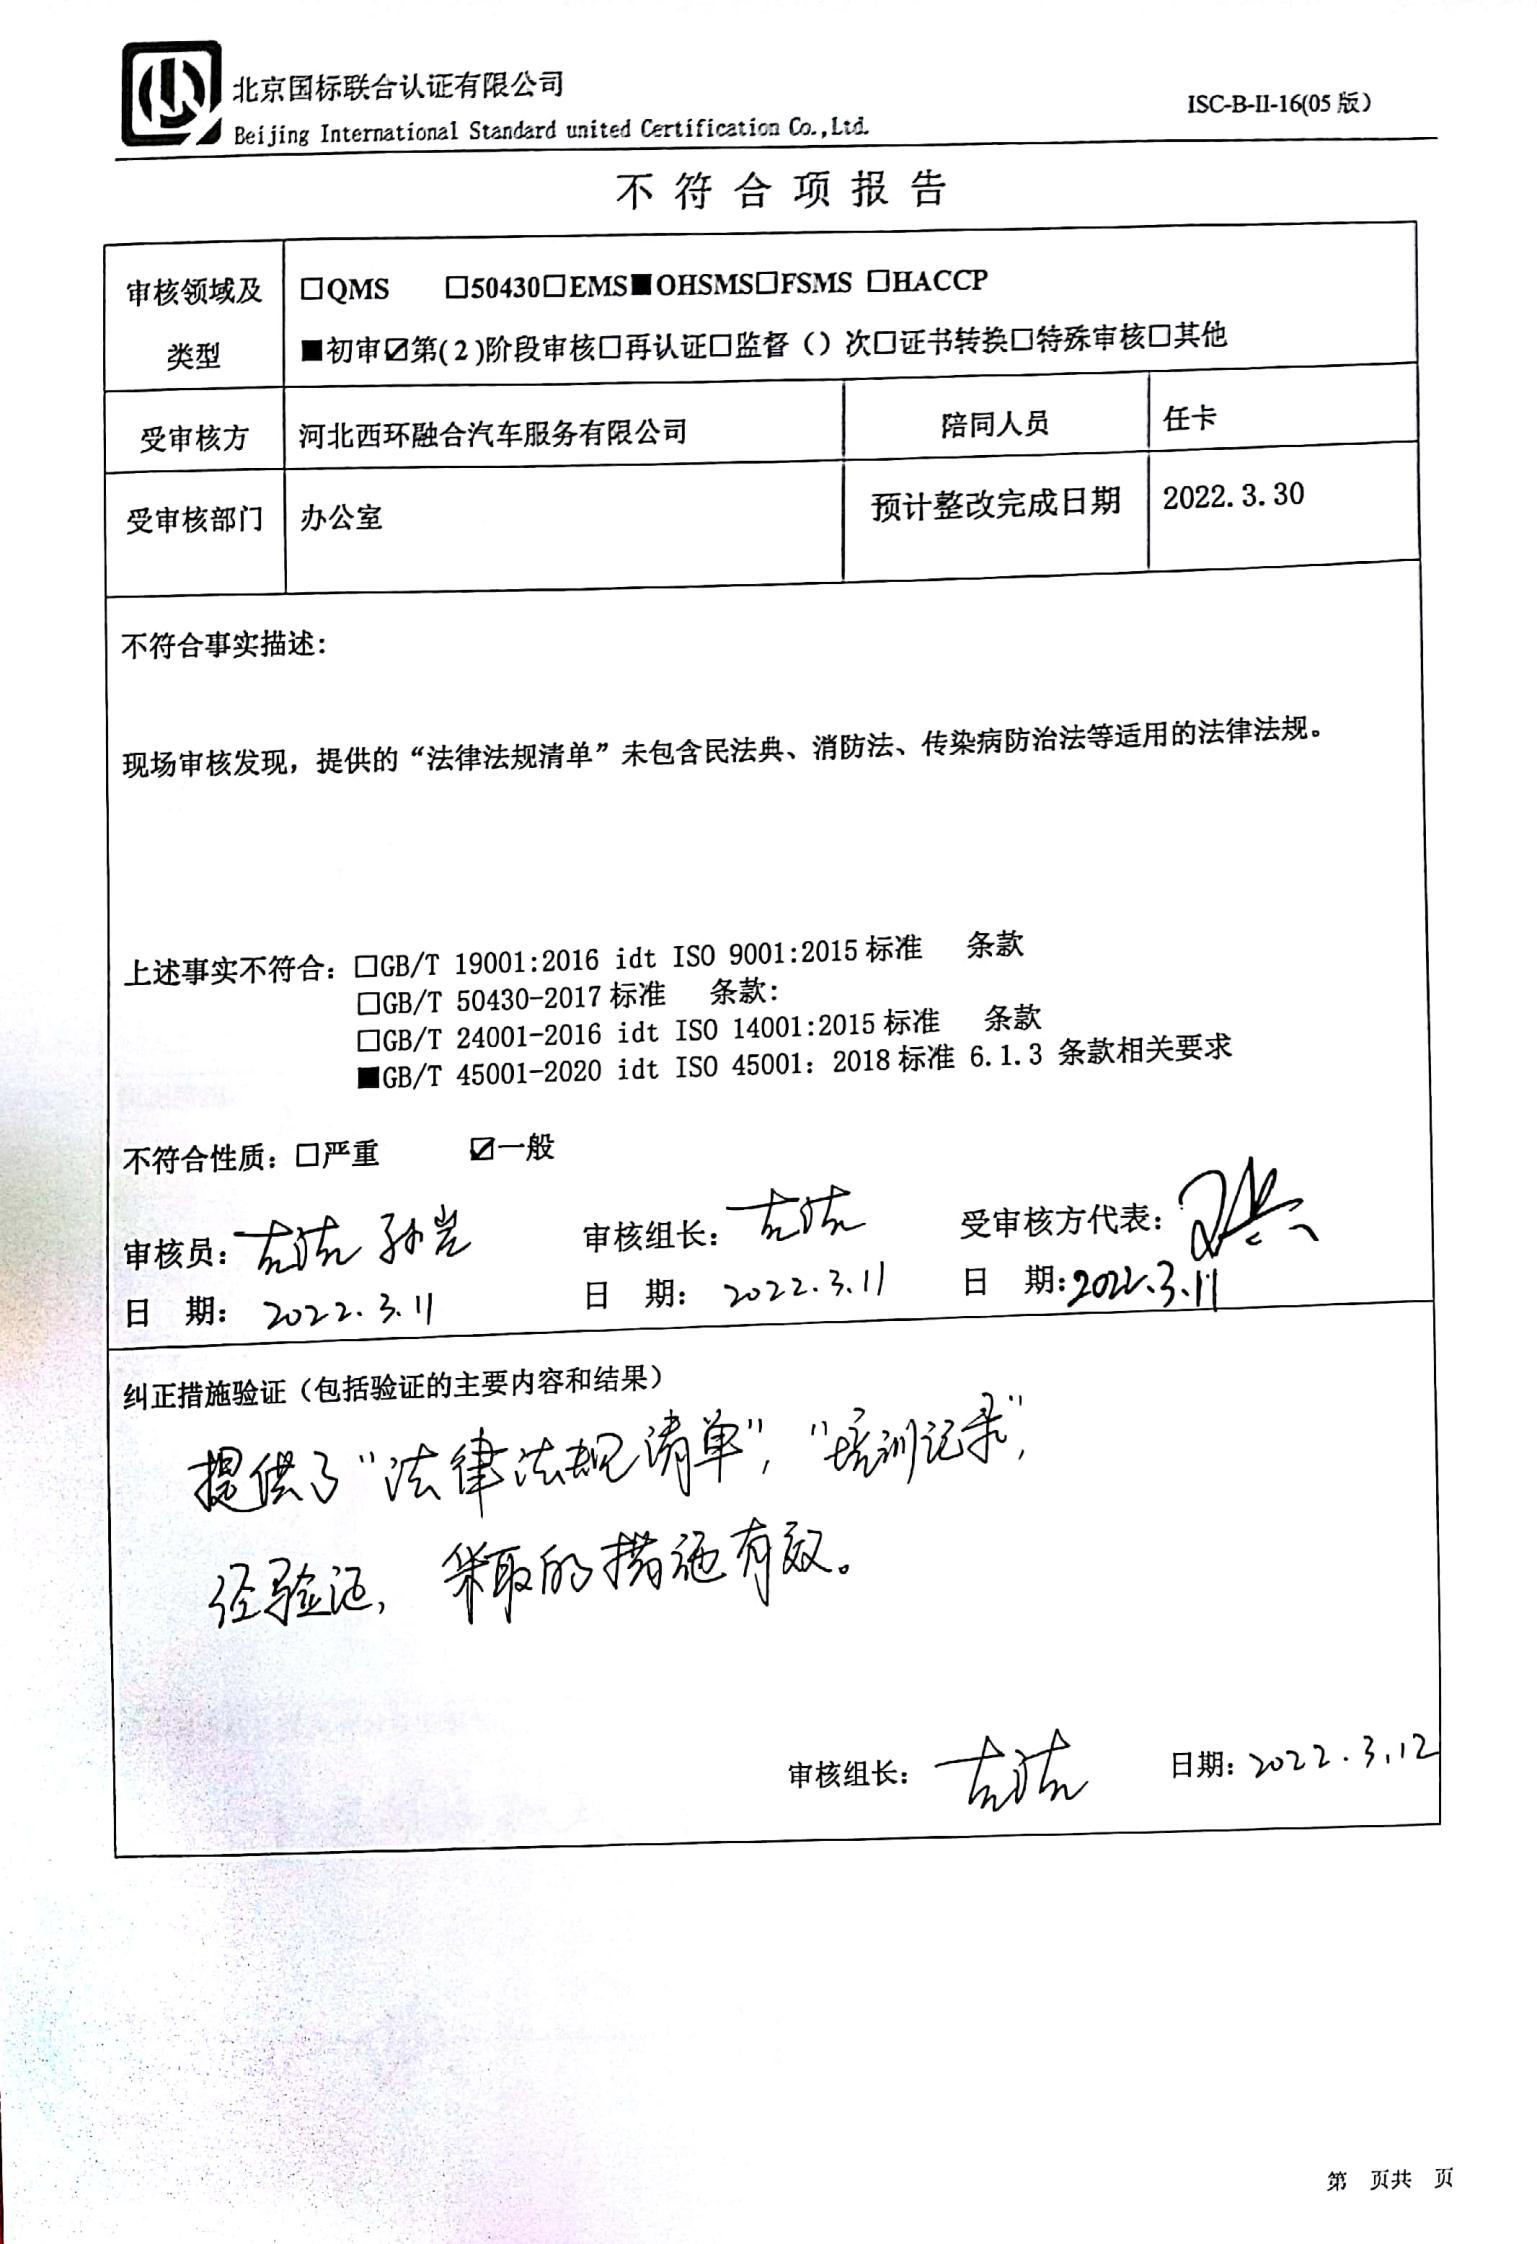 北京国标联合认证有限公司
Beijing International Standard united Certification Co.,Ltd.
ISC-B-II-16(05 版)
不符合项报告
审核领域及类型
□QMS □50430□EMS■OHSMS□FSMS □HACCP
■初审☑第(2)阶段审核□再认证□监督（）次□证书转换□特殊审核□其他
受审核方 河北西环融合汽车服务有限公司 陪同人员 任卡
受审核部门 办公室 预计整改完成日期 2022.3.30
不符合事实描述:
现场审核发现，提供的“法律法规清单”未包含民法典、消防法、传染病防治法等适用的法律法规。
上述事实不符合: □GB/T 19001:2016 idt ISO 9001:2015标准 条款
□GB/T 50430-2017标准 条款:
□GB/T 24001-2016 idt ISO 14001:2015标准 条款
■GB/T 45001-2020 idt ISO 45001: 2018标准 6.1.3 条款相关要求
不符合性质: □严重 ☑一般
审核员: 孙岩 审核组长: 受审核方代表:
日 期: 2022.3.11 日 期: 2022.3.11 日 期: 2022.3.11
纠正措施验证（包括验证的主要内容和结果）
提供了“法律法规清单”，“培训记录”，
经验证，采取的措施有效。
审核组长: 日期: 2022.3.12
第 页共 页